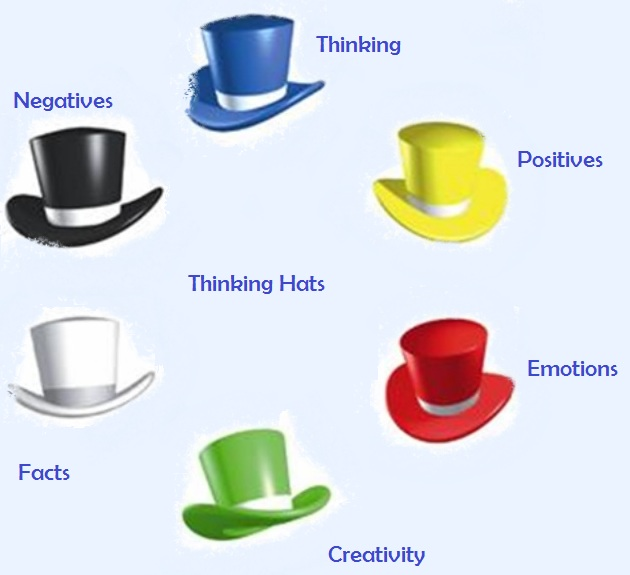 Thinking
Negatives
Positives
Thinking Hats
Emotions
Facts
Creativity